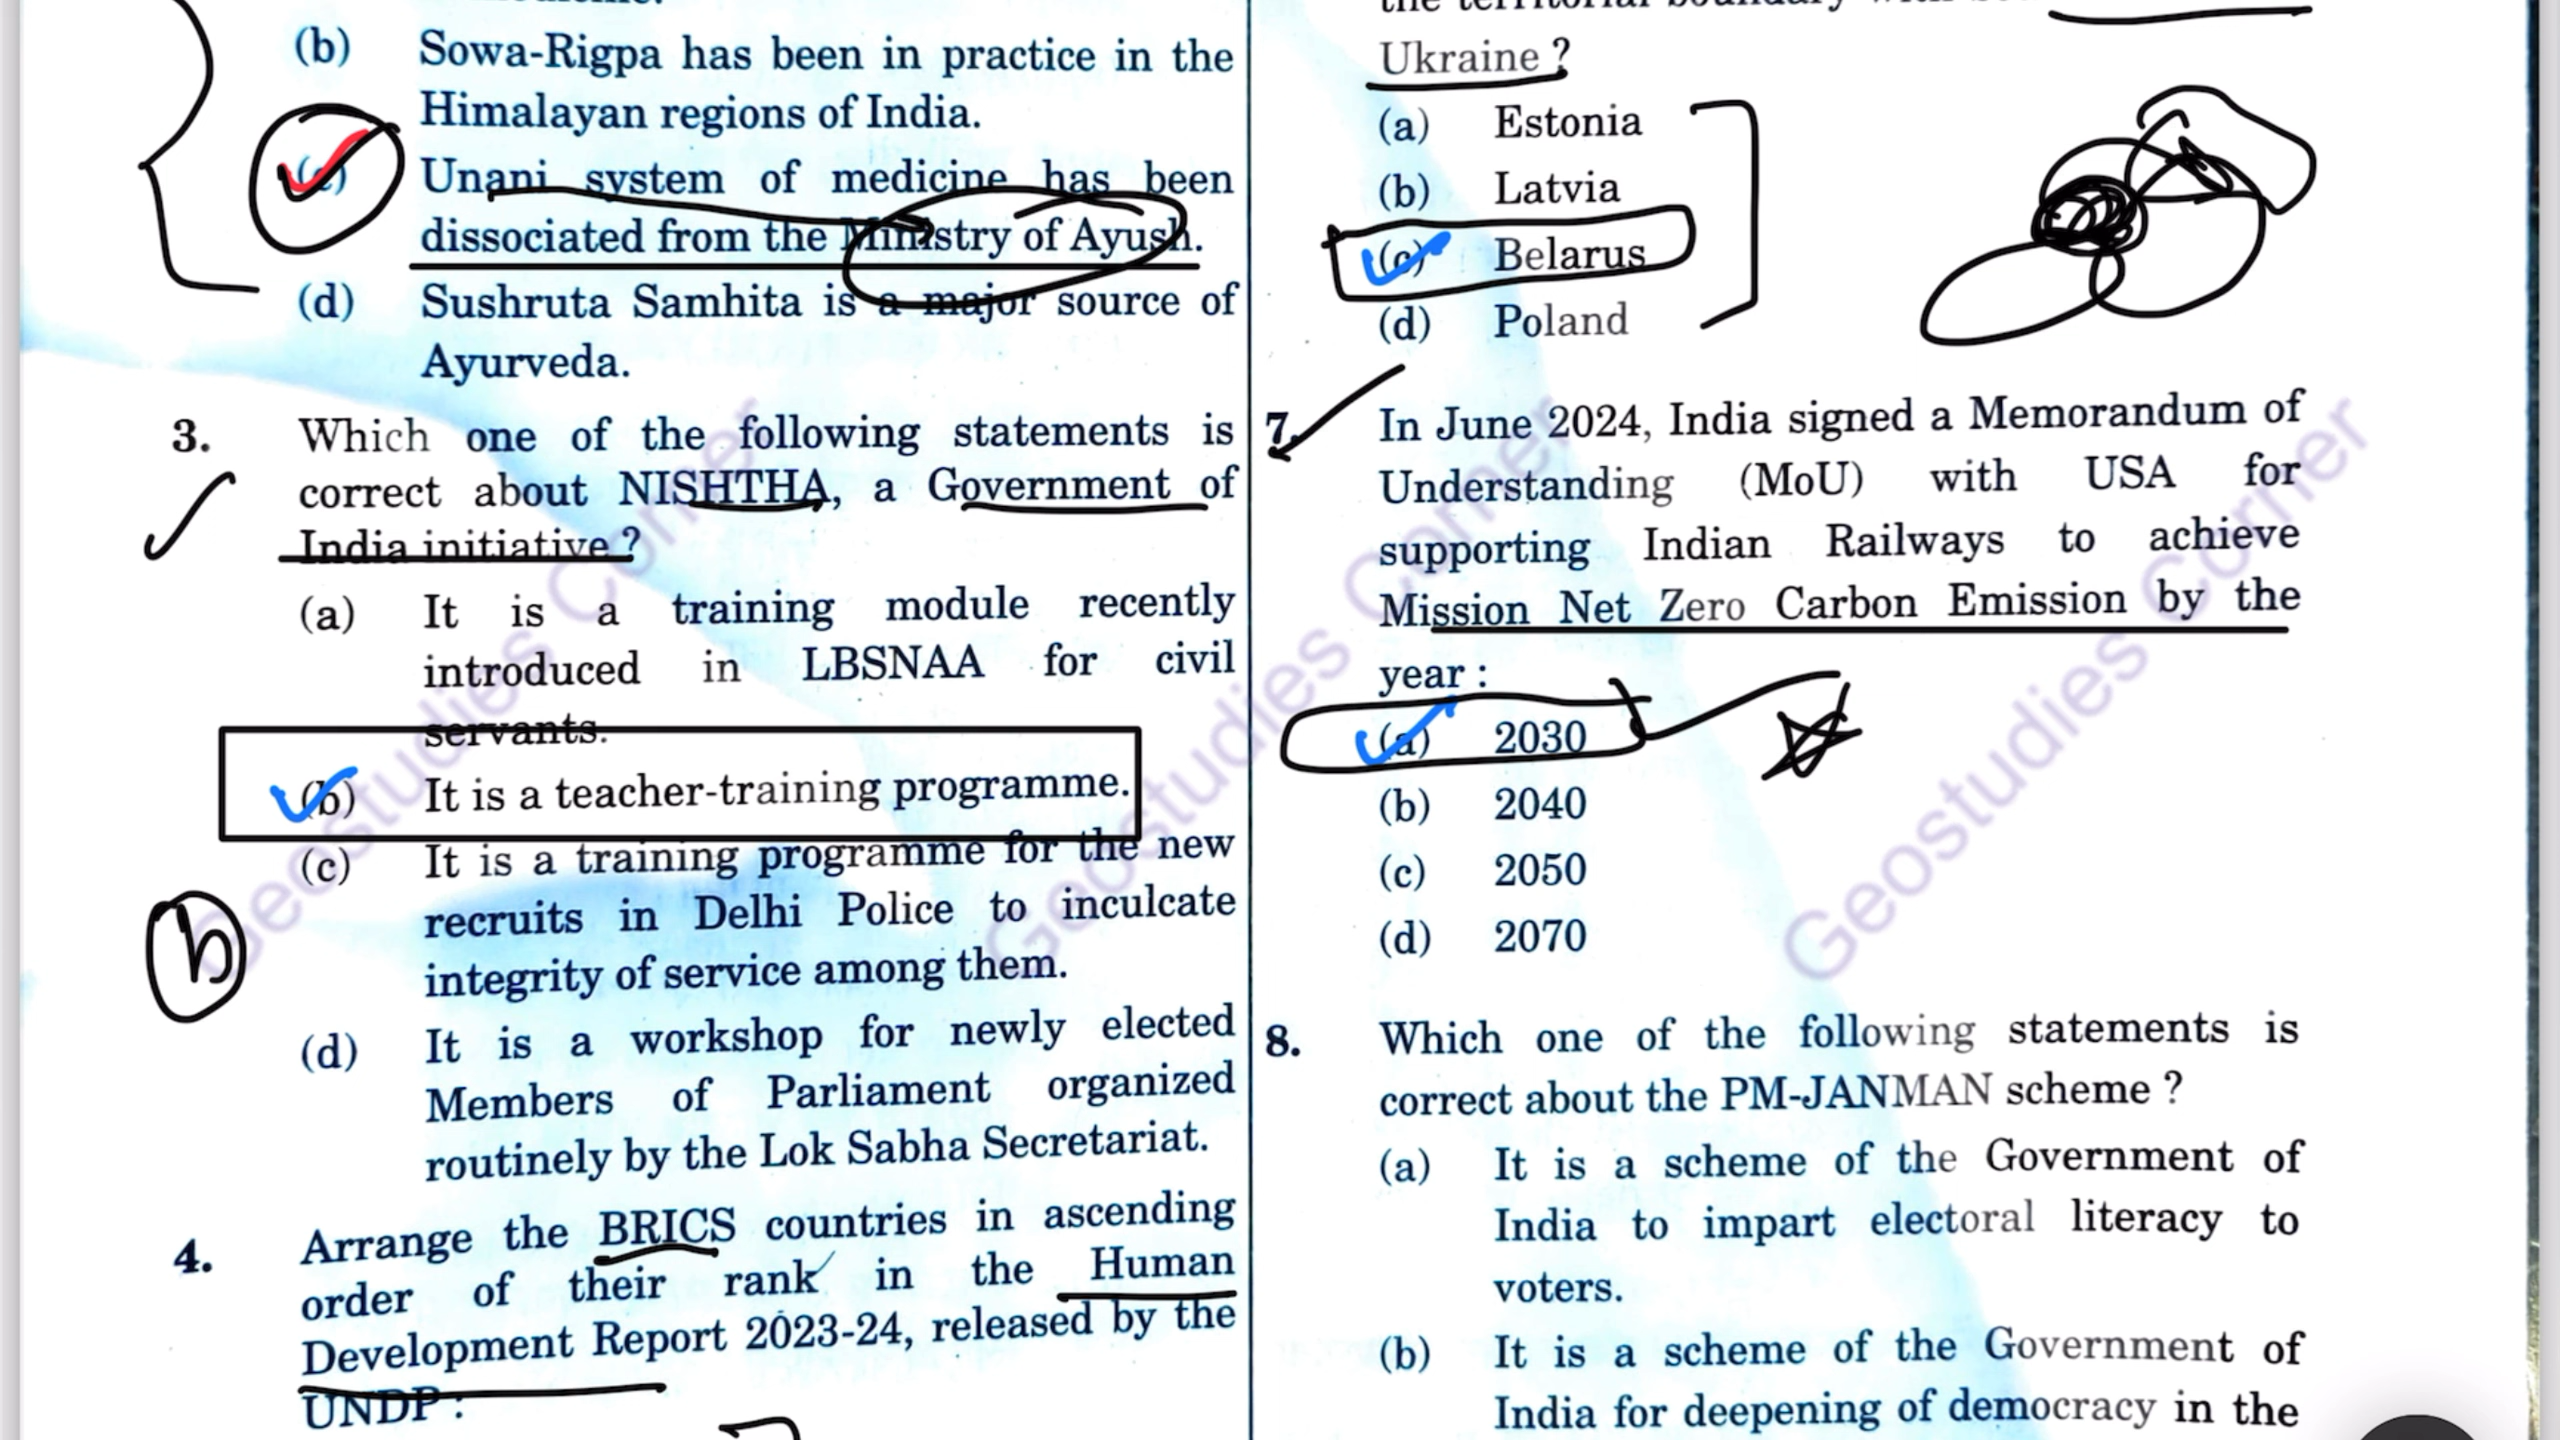 (b) Sowa-Rigpa has been in practice in the
Himalayan regions of India.
(c) Unani system of medicine has been
dissociated from the Ministry of Ayush.
(d) Sushruta Samhita is a major source of
Ayurveda.
3. Which one of the following statements is
correct about NISHTHA, a Government of
India initiative ?
(a) It is a training module recently
introduced in LBSNAA for civil
servants.
(b) It is a teacher-training programme.
(c) It is a training programme for the new
recruits in Delhi Police to inculcate
integrity of service among them.
b
(d) It is a workshop for newly elected
Members of Parliament organized
routinely by the Lok Sabha Secretariat.
4. Arrange the BRICS countries in ascending
order of their rank in the Human
Development Report 2023-24, released by the
UNDP :
the territorial boundary with
Ukraine ?
(a) Estonia
(b) Latvia
(c) Belarus
(d) Poland
7. In June 2024, India signed a Memorandum of
Understanding (MoU) with USA for
supporting Indian Railways to achieve
Mission Net Zero Carbon Emission by the
year :
(a) 2030
(b) 2040
(c) 2050
(d) 2070
8. Which one of the following statements is
correct about the PM-JANMAN scheme ?
(a) It is a scheme of the Government of
India to impart electoral literacy to
voters.
(b) It is a scheme of the Government of
India for deepening of democracy in the
Geostudies Corner
Geostudies Corner
Geostudies Corner